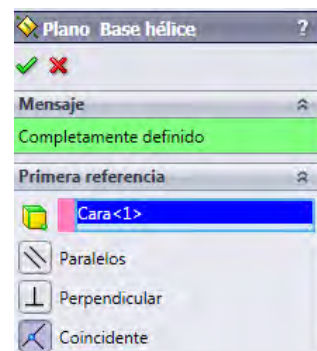 Plano Base hélice ?
Mensaje
Completamente definido
Primera referencia
Cara<1>
Paralelos
Perpendicular
Coincidente